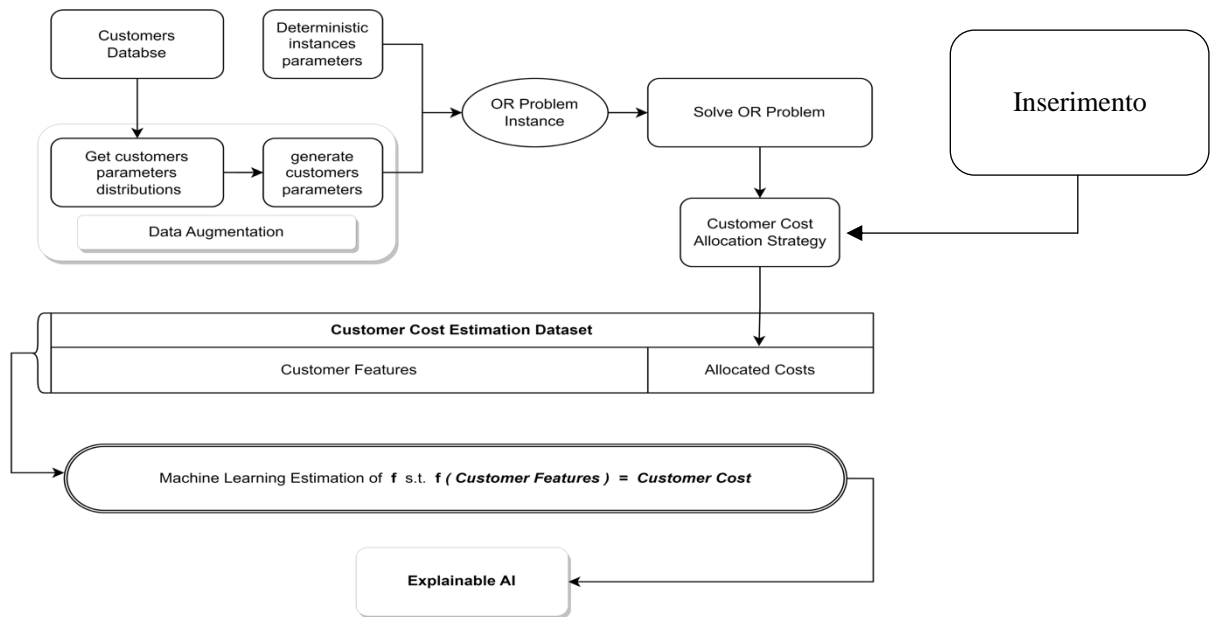 Customers
Databse
Deterministic
instances
parameters
OR Problem
Instance
Solve OR Problem
Inserimento
Get customers
parameters
distributions
generate
customers
parameters
Data Augmentation
Customer Cost
Allocation Strategy
Customer Cost Estimation Dataset
Customer Features
Allocated Costs
Machine Learning Estimation of f s.t. f ( Customer Features ) = Customer Cost
Explainable AI